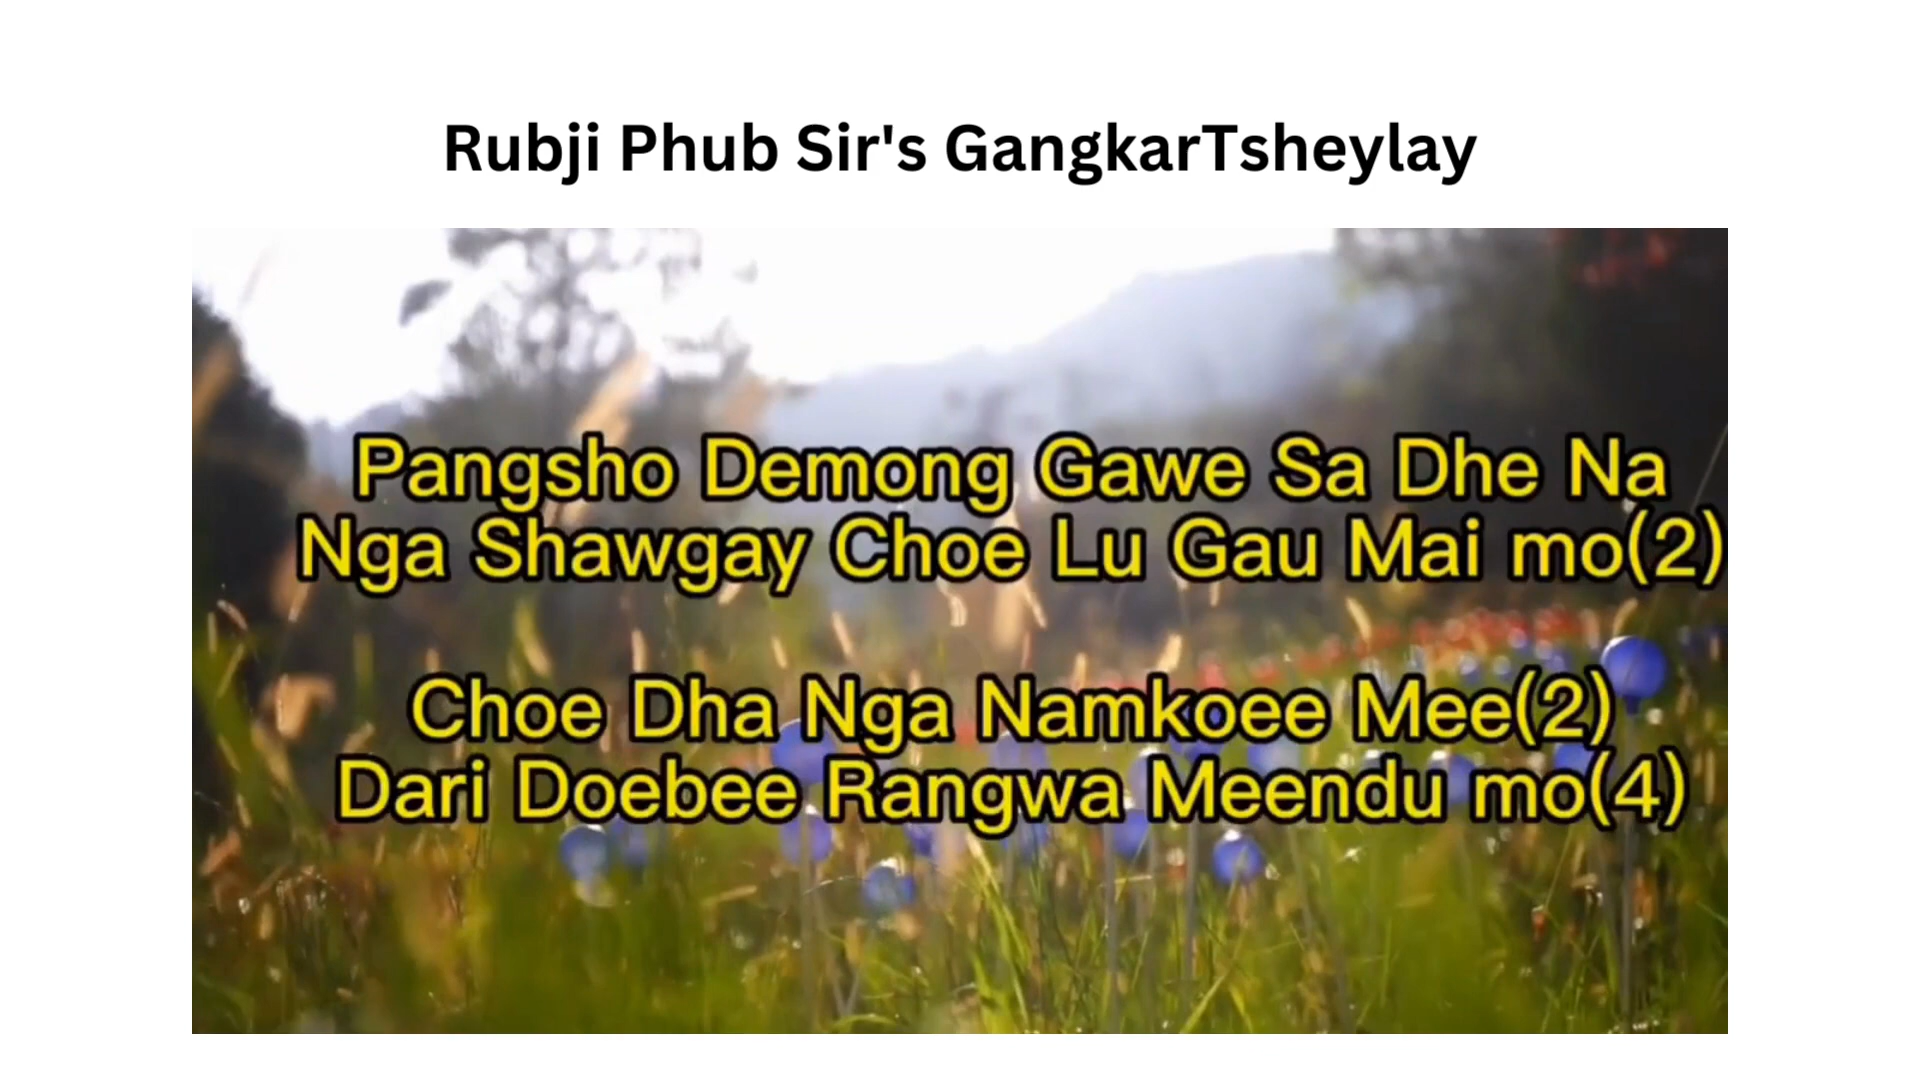 Rubji Phub Sir's GangkarTsheylay
Pangsho Demong Gawe Sa Dhe Na
Nga Shawgay Choe Lu Gau Mai mo(2)
Choe Dha Nga Namkoee Mee(2)
Dari Doebee Rangwa Meendu mo(4)